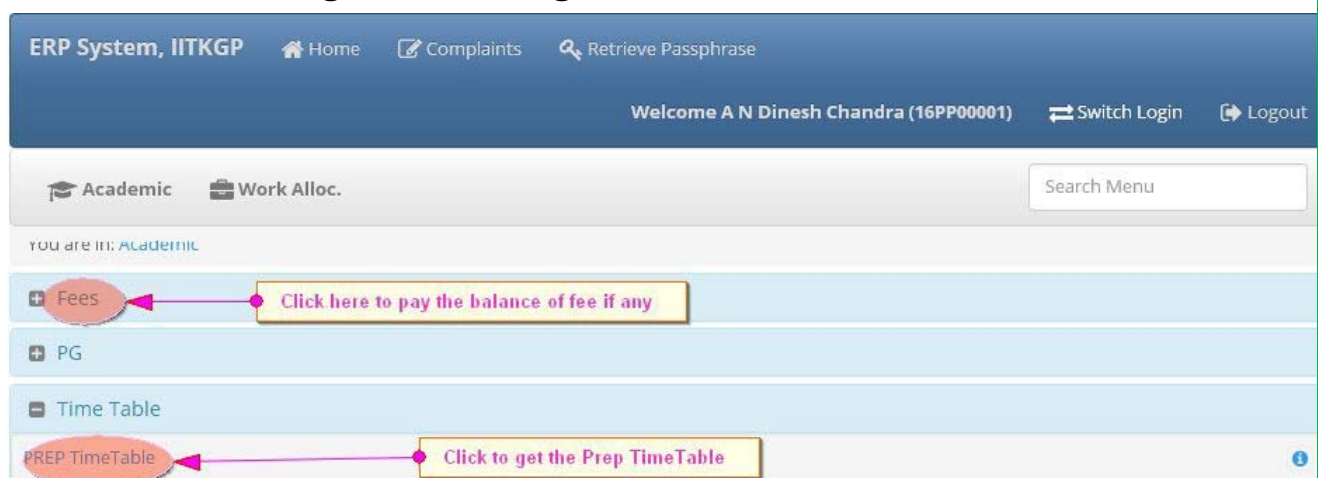 ERP System, IITKGP Home Complaints Retrieve Passphrase
Welcome A N Dinesh Chandra (16PP00001) Switch Login Logout
Academic Work Alloc. Search Menu
You are in: Academic
Fees Click here to pay the balance of fee if any
PG
Time Table
PREP TimeTable Click to get the Prep TimeTable